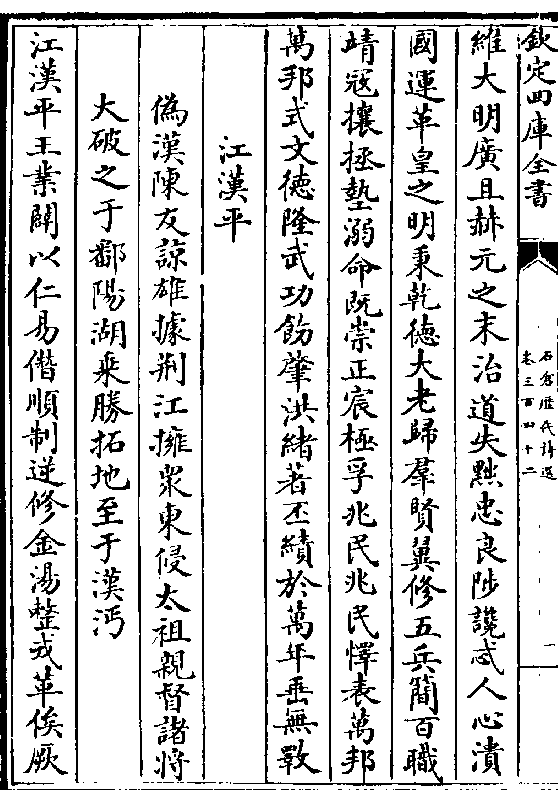 欽定四庫全書
石倉歷代詩選
卷三百四十二
一
維大明廣且赫元之末治道失黜忠良陟讒慝人心潰
國運革皇之明秉乾德大老歸羣賢翼修五兵簡百職
靖冦攘拯墊溺命既崇正宸極孚兆民兆民懌表萬邦
萬邦式文德隆武功飭肇洪緒著丕績於萬年垂無斁
江漢平
偽漢陳友諒雄據荆江擁衆東侵太祖親督諸將
大破之于鄱陽湖乗勝拓地至于漢沔
江漢平王業闢以仁易僭順制逆修金湯整戎革俟厥